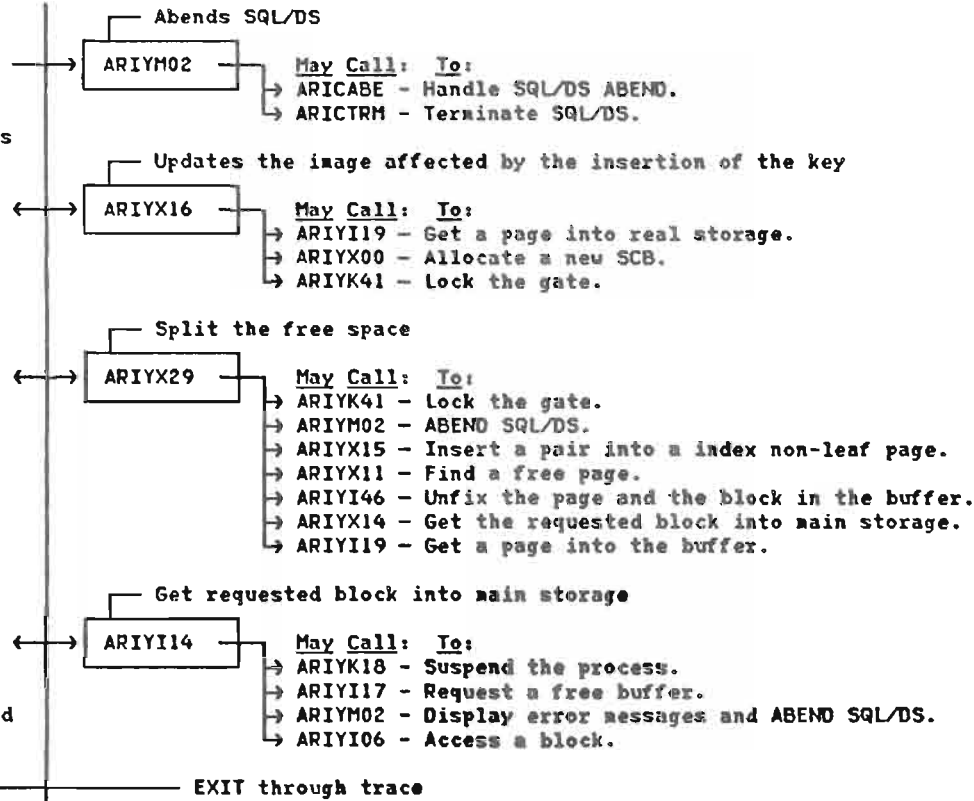 Abends SQL/DS
ARIYM02
May Call: To:
ARICABE - Handle SQL/DS ABEND.
ARICTRM - Terminate SQL/DS.
s
Updates the image affected by the insertion of the key
ARIYX16
May Call: To:
ARIYI19 - Get a page into real storage.
ARIYX00 - Allocate a new SCB.
ARIYK41 - Lock the gate.
Split the free space
ARIYX29
May Call: To:
ARIYK41 - Lock the gate.
ARIYM02 - ABEND SQL/DS.
ARIYX15 - Insert a pair into a index non-leaf page.
ARIYX11 - Find a free page.
ARIYI46 - Unfix the page and the block in the buffer.
ARIYX14 - Get the requested block into main storage.
ARIYI19 - Get a page into the buffer.
Get requested block into main storage
ARIYI14
May Call: To:
ARIYK18 - Suspend the process.
ARIYI17 - Request a free buffer.
d
ARIYM02 - Display error messages and ABEND SQL/DS.
ARIYI06 - Access a block.
EXIT through trace